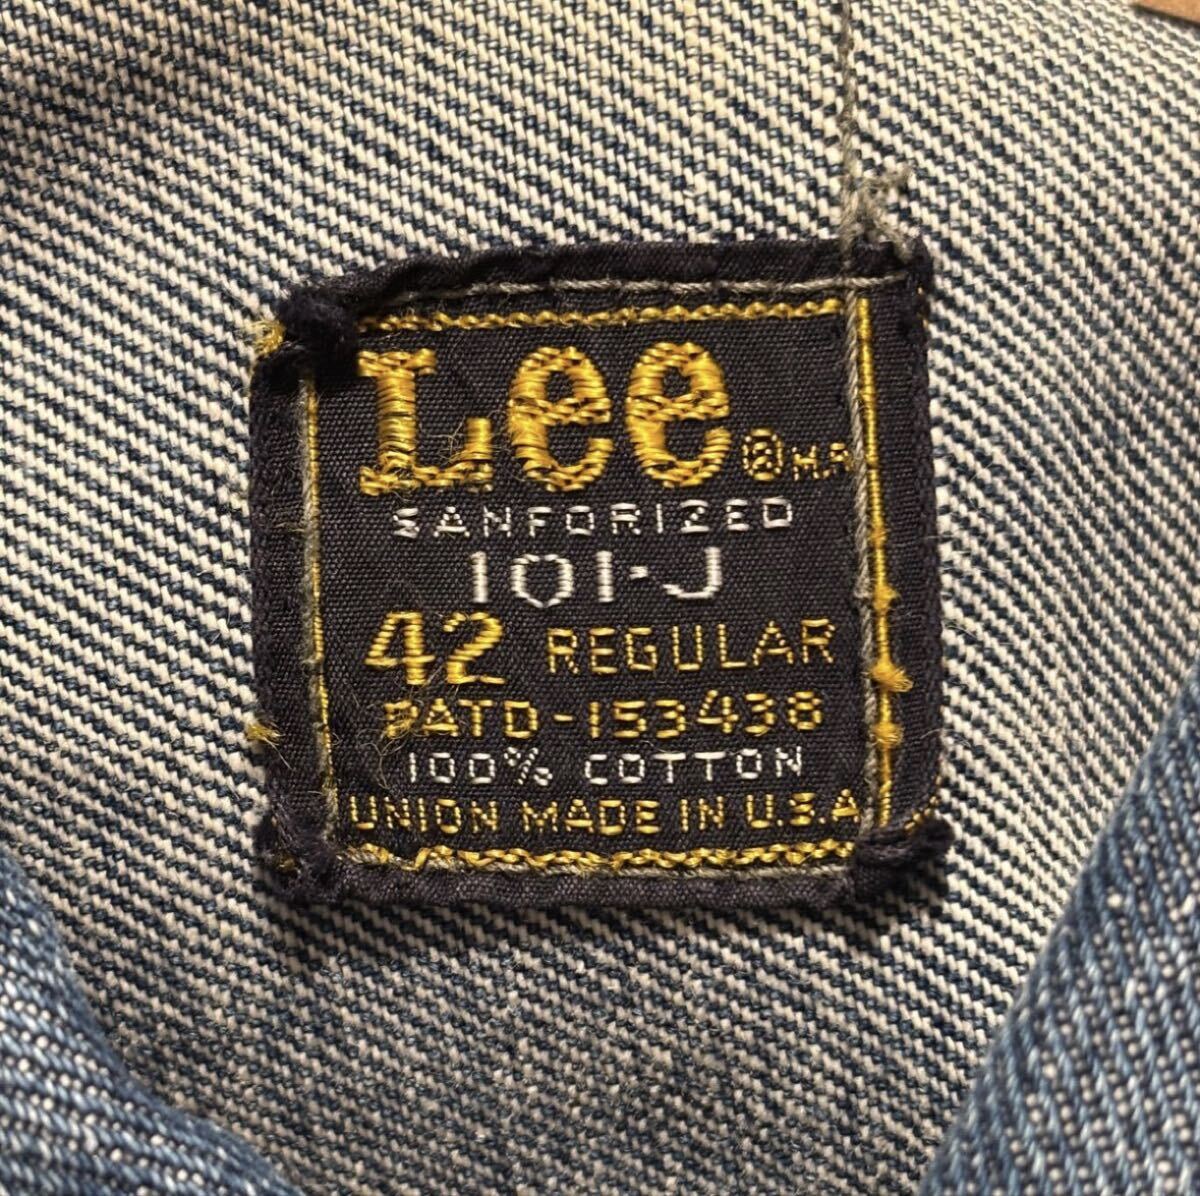 Lee ® M.R
SANFORIZED
101-J
42 REGULAR
PATD-153438
100% COTTON
UNION MADE IN U.S.A